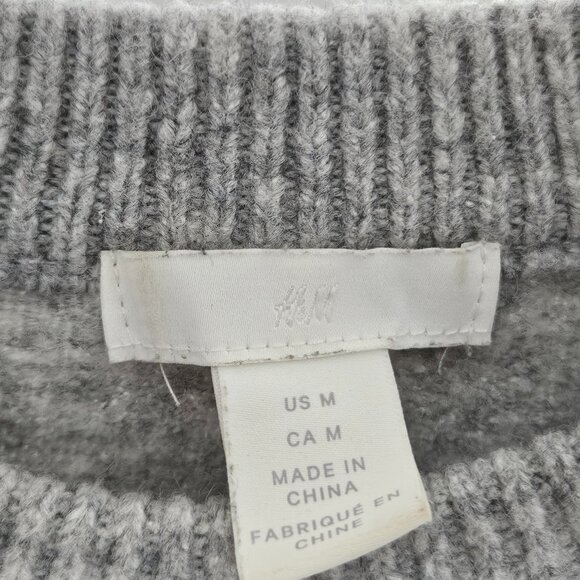 H&M
US M
CA M
MADE IN
CHINA
FABRIQUÉ EN
CHINE